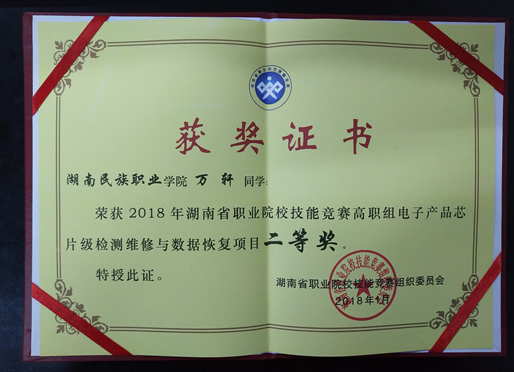 获奖证书
湖南民族职业学院 万轩 同学:
荣获2018年湖南省职业院校技能竞赛高职组电子产品芯
片级检测维修与数据恢复项目二等奖。
特授此证。
湖南省职业院校技能竞赛组织委员会
2018年1月